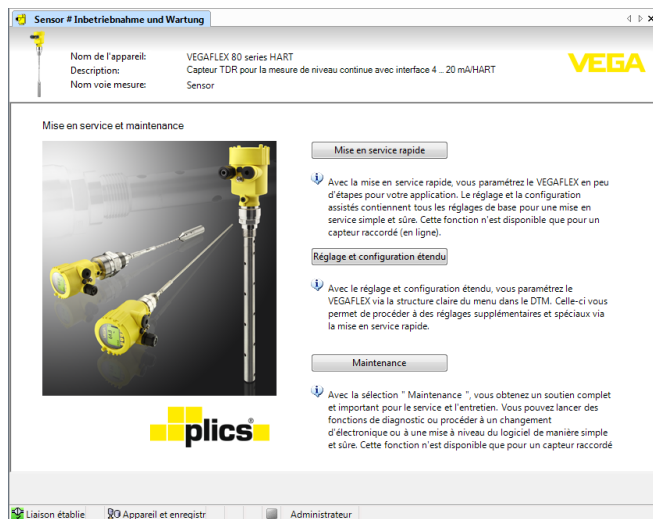 Sensor # Inbetriebnahme und Wartung
Nom de l'appareil: VEGAFLEX 80 series HART
Description: Capteur TDR pour la mesure de niveau continue avec interface 4 .. 20 mA/HART
Nom voie mesure: Sensor
VEGA
Mise en service et maintenance
Mise en service rapide
Avec la mise en service rapide, vous paramétrez le VEGAFLEX en peu
d'étapes pour votre application. Le réglage et la configuration
assistés contiennent tous les réglages de base pour une mise en
service simple et sûre. Cette fonction n'est disponible que pour un
capteur raccordé (en ligne).
Réglage et configuration étendu
Avec le réglage et configuration étendu, vous paramétrez le
VEGAFLEX via la structure claire du menu dans le DTM. Celle-ci vous
permet de procéder à des réglages supplémentaires et spéciaux via
la mise en service rapide.
Maintenance
Avec la sélection " Maintenance ", vous obtenez un soutien complet
et important pour le service et l'entretien. Vous pouvez lancer des
fonctions de diagnostic ou procéder à un changement
d'électronique ou à une mise à niveau du logiciel de manière simple
et sûre. Cette fonction n'est disponible que pour un capteur raccordé
plics®
Liaison établie Appareil et enregistr Administrateur